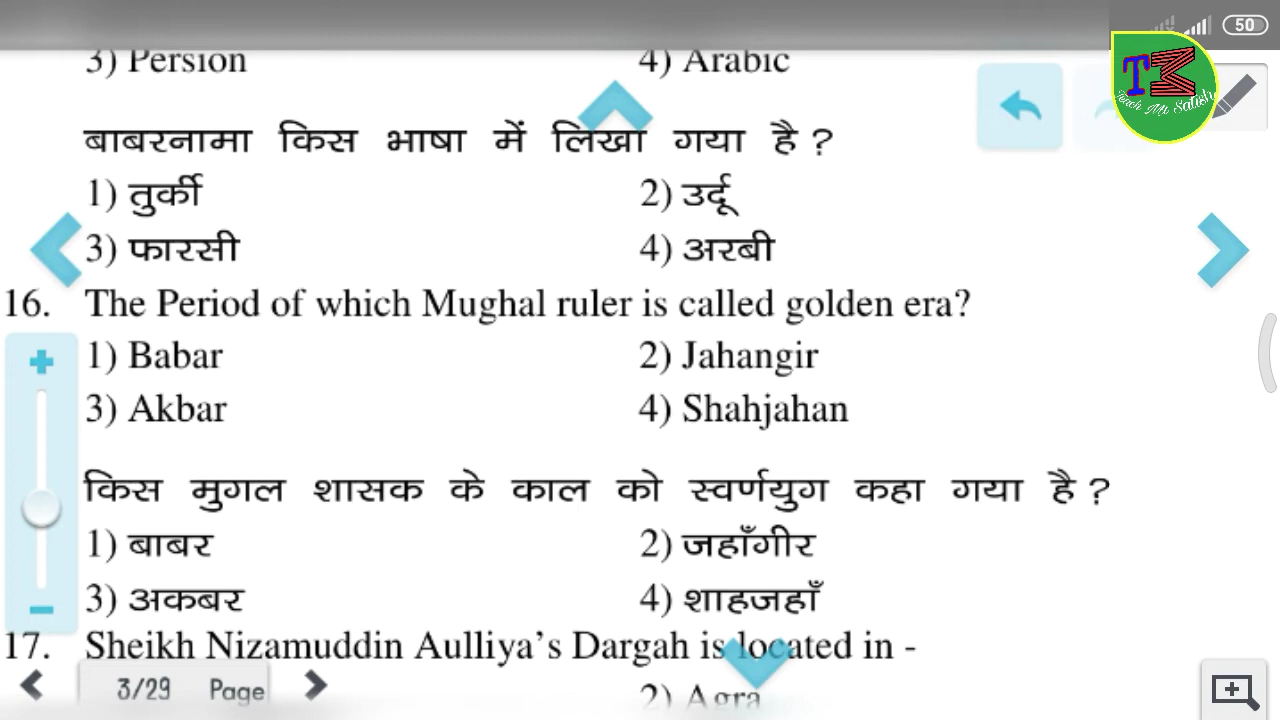 50
3) Persion 4) Arabic
बाबरनामा किस भाषा में लिखा गया है ?
1) तुर्की 2) उर्दू
3) फारसी 4) अरबी
16. The Period of which Mughal ruler is called golden era?
1) Babar 2) Jahangir
3) Akbar 4) Shahjahan
किस मुगल शासक के काल को स्वर्णयुग कहा गया है ?
1) बाबर 2) जहाँगीर
3) अकबर 4) शाहजहाँ
17. Sheikh Nizamuddin Aulliya's Dargah is located in -
2) Agra
3/29 Page
Teach Mr Satish